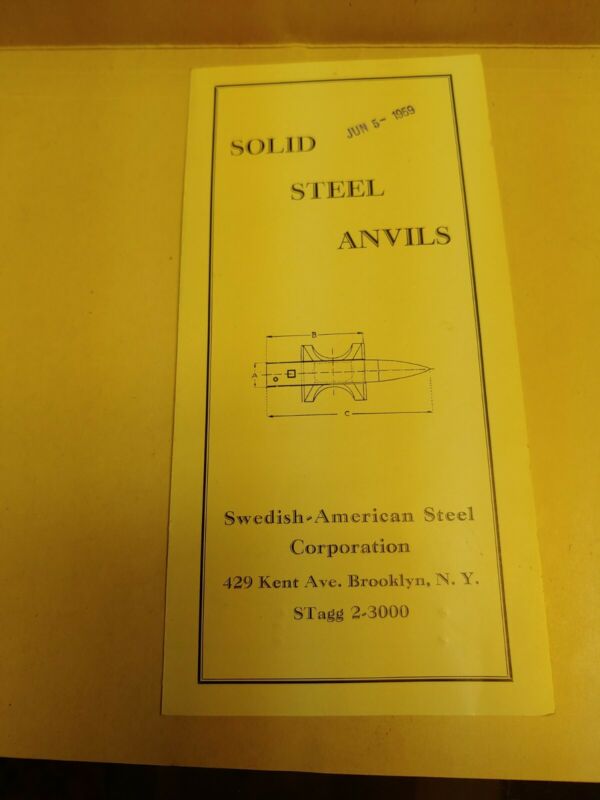 SOLID
JUN 5- 1959
STEEL
ANVILS
B
A
C
Swedish-American Steel
Corporation
429 Kent Ave. Brooklyn, N. Y.
STagg 2-3000